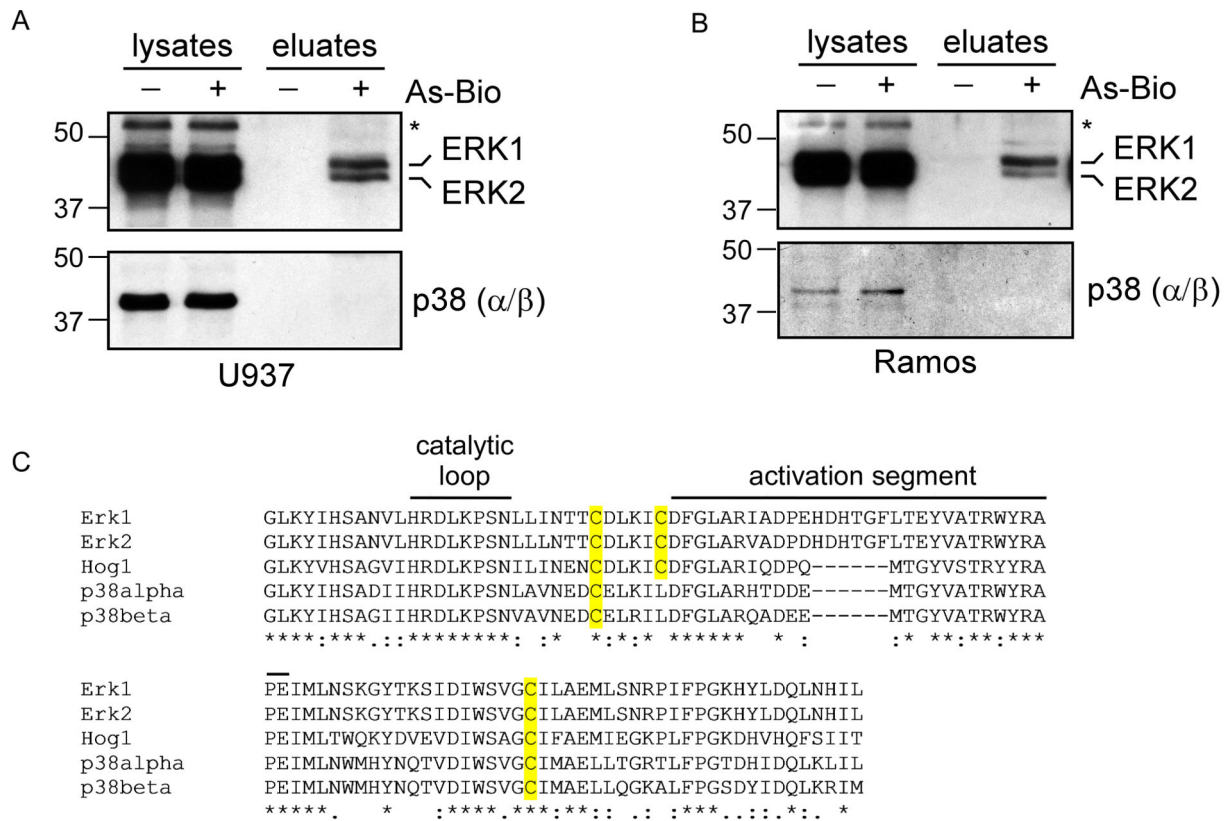 A
lysates eluates
– + – + As-Bio
50
*
ERK1
ERK2
37
50
p38 (α/β)
37
U937
B
lysates eluates
– + – + As-Bio
50
*
ERK1
ERK2
37
50
p38 (α/β)
37
Ramos
C
catalytic
loop
activation segment
Erk1 GLKYIHSANVLHRDLKPSNLLINTTCDLKICDFGLARIADPEHDHTGFLTEYVATRWYRA
Erk2 GLKYIHSANVLHRDLKPSNLLLNTTCDLKICDFGLARVADPDHDHTGFLTEYVATRWYRA
Hog1 GLKYVHSAGVIHRDLKPSNILINENCDLKICDFGLARIQDPQ------MTGYVSTRYYRA
p38alpha GLKYIHSADIIHRDLKPSNLAVNEDCELKILDFGLARHTDDE------MTGYVATRWYRA
p38beta GLKYIHSAGIIHRDLKPSNVAVNEDCELRILDFGLARQADEE------MTGYVATRWYRA
****:***.::********: :* *:*:* ****** * : :* **:**:***
Erk1 PEIMLNSKGYTKSIDIWSVGCILAEMLSNRPIFPGKHYLDQLNHIL
Erk2 PEIMLNSKGYTKSIDIWSVGCILAEMLSNRPIFPGKHYLDQLNHIL
Hog1 PEIMLTWQKYDVEVDIWSAGCIFAEMIEGKPLFPGKDHVHQFSIIT
p38alpha PEIMLNWMHYNQTVDIWSVGCIMAELLTGRTLFPGTDHIDQLKLIL
p38beta PEIMLNWMHYNQTVDIWSVGCIMAELLQGKALFPGSDYIDQLKRIM
*****. * :****.***:**:: .:.:***..::.*:. *